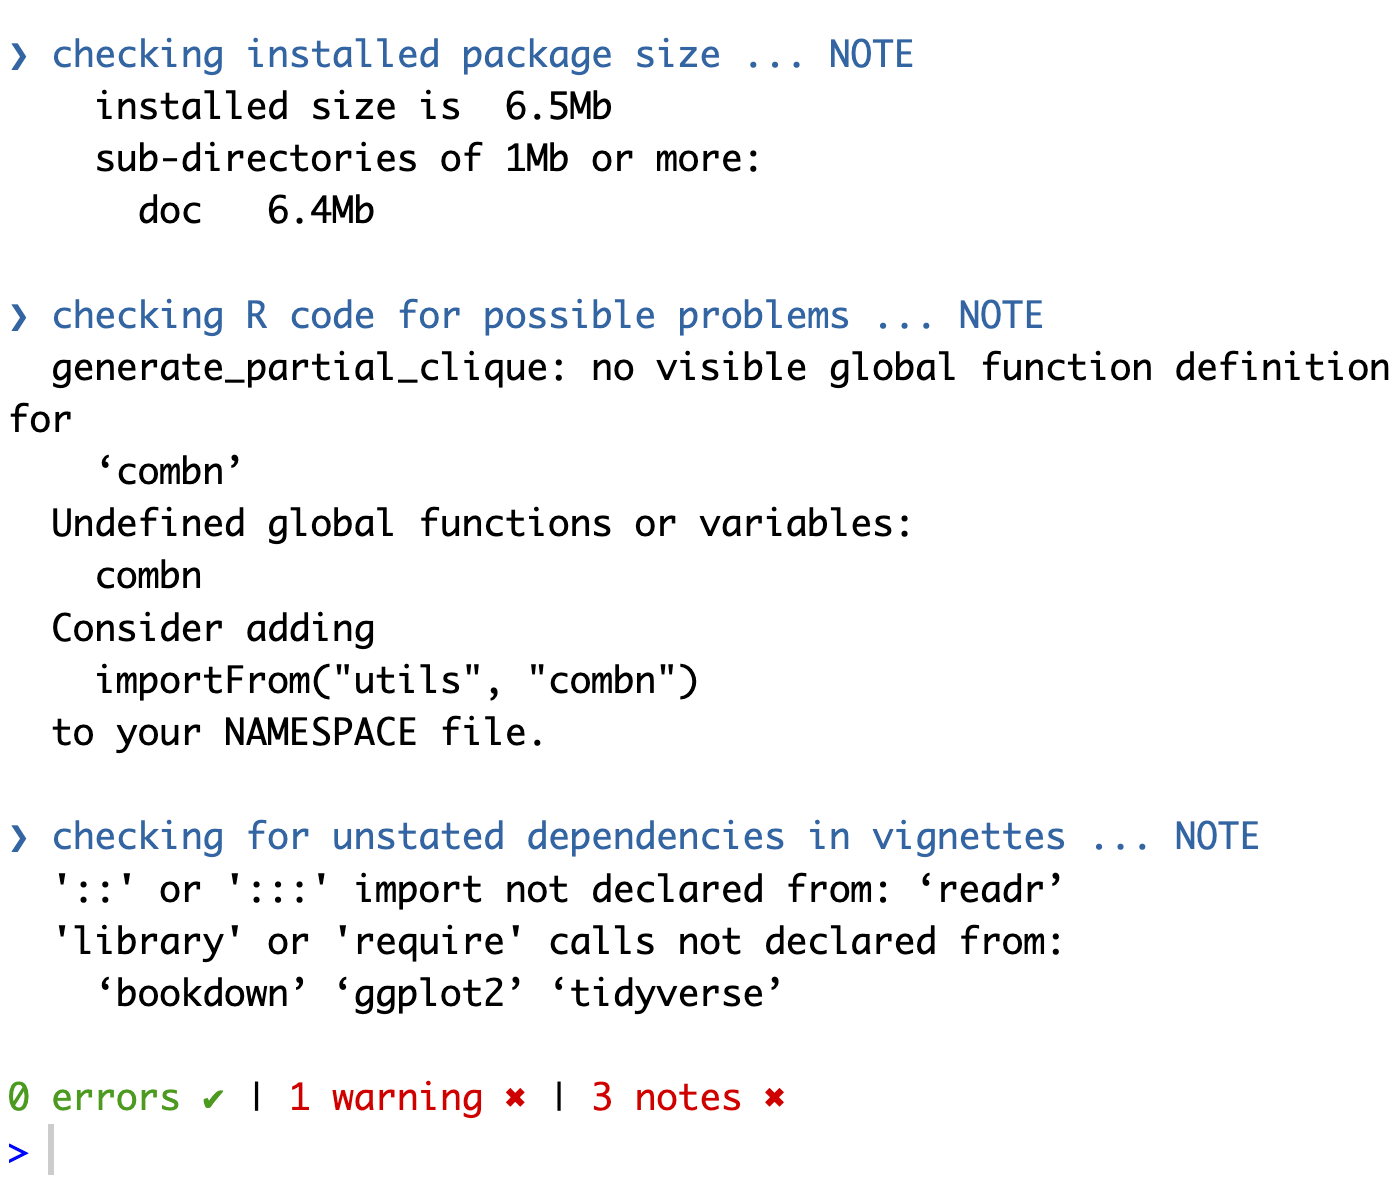 ❯ checking installed package size ... NOTE
    installed size is  6.5Mb
    sub-directories of 1Mb or more:
      doc   6.4Mb

❯ checking R code for possible problems ... NOTE
  generate_partial_clique: no visible global function definition
for
    ‘combn’
  Undefined global functions or variables:
    combn
  Consider adding
    importFrom("utils", "combn")
  to your NAMESPACE file.

❯ checking for unstated dependencies in vignettes ... NOTE
  '::' or ':::' import not declared from: ‘readr’
  'library' or 'require' calls not declared from:
    ‘bookdown’ ‘ggplot2’ ‘tidyverse’

0 errors ✔ | 1 warning ✖ | 3 notes ✖
>